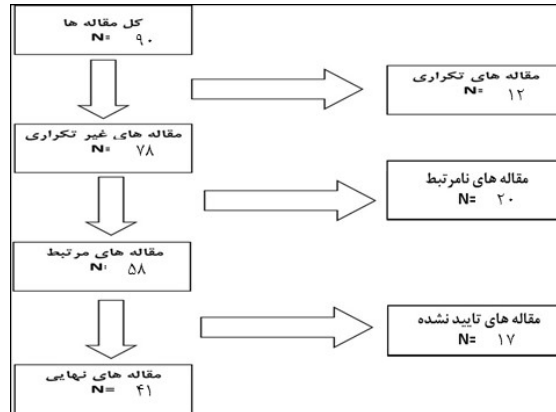 کل مقاله ها
N= ۹۰
مقاله های تکراری
N= ۱۲
مقاله های غیر تکراری
N= ۷۸
مقاله های نامرتبط
N= ۲۰
مقاله های مرتبط
N= ۵۸
مقاله های تایید نشده
N= ۱۷
مقاله های نهایی
N= ۴۱